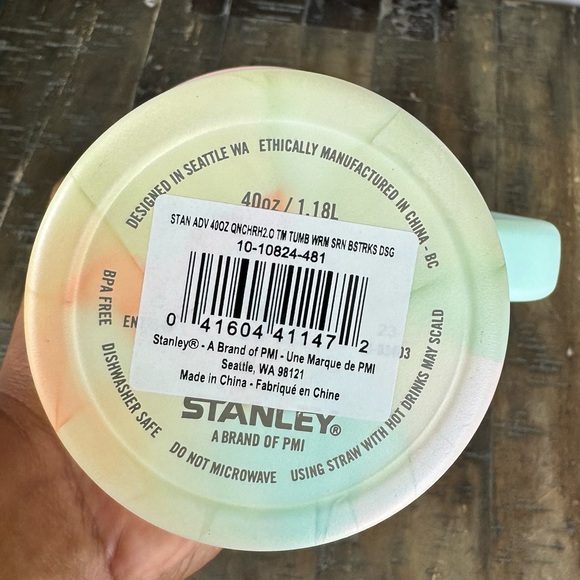 DESIGNED IN SEATTLE WA ETHICALLY MANUFACTURED IN CHINA - BC
40oz / 1.18L
STAN ADV 40OZ QNCHRH2.O TM TUMB WRM SRN BSTRKS DSG
10-10824-481
0 41604 41147 2
Stanley® - A Brand of PMI - Une Marque de PMI
Seattle, WA 98121
Made in China - Fabriqué en Chine
STANLEY®
A BRAND OF PMI
BPA FREE DISHWASHER SAFE DO NOT MICROWAVE USING STRAW WITH HOT DRINKS MAY SCALD